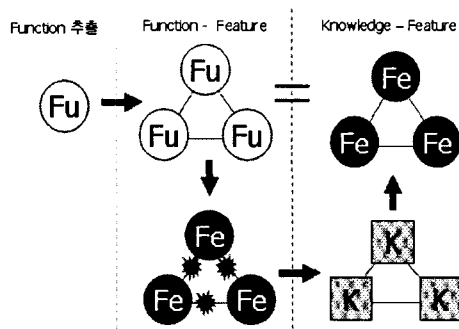 Function 추출
Function - Feature
Knowledge - Feature
Fu
Fu
Fu Fu
Fe
Fe Fe
Fe
Fe Fe
K
K K